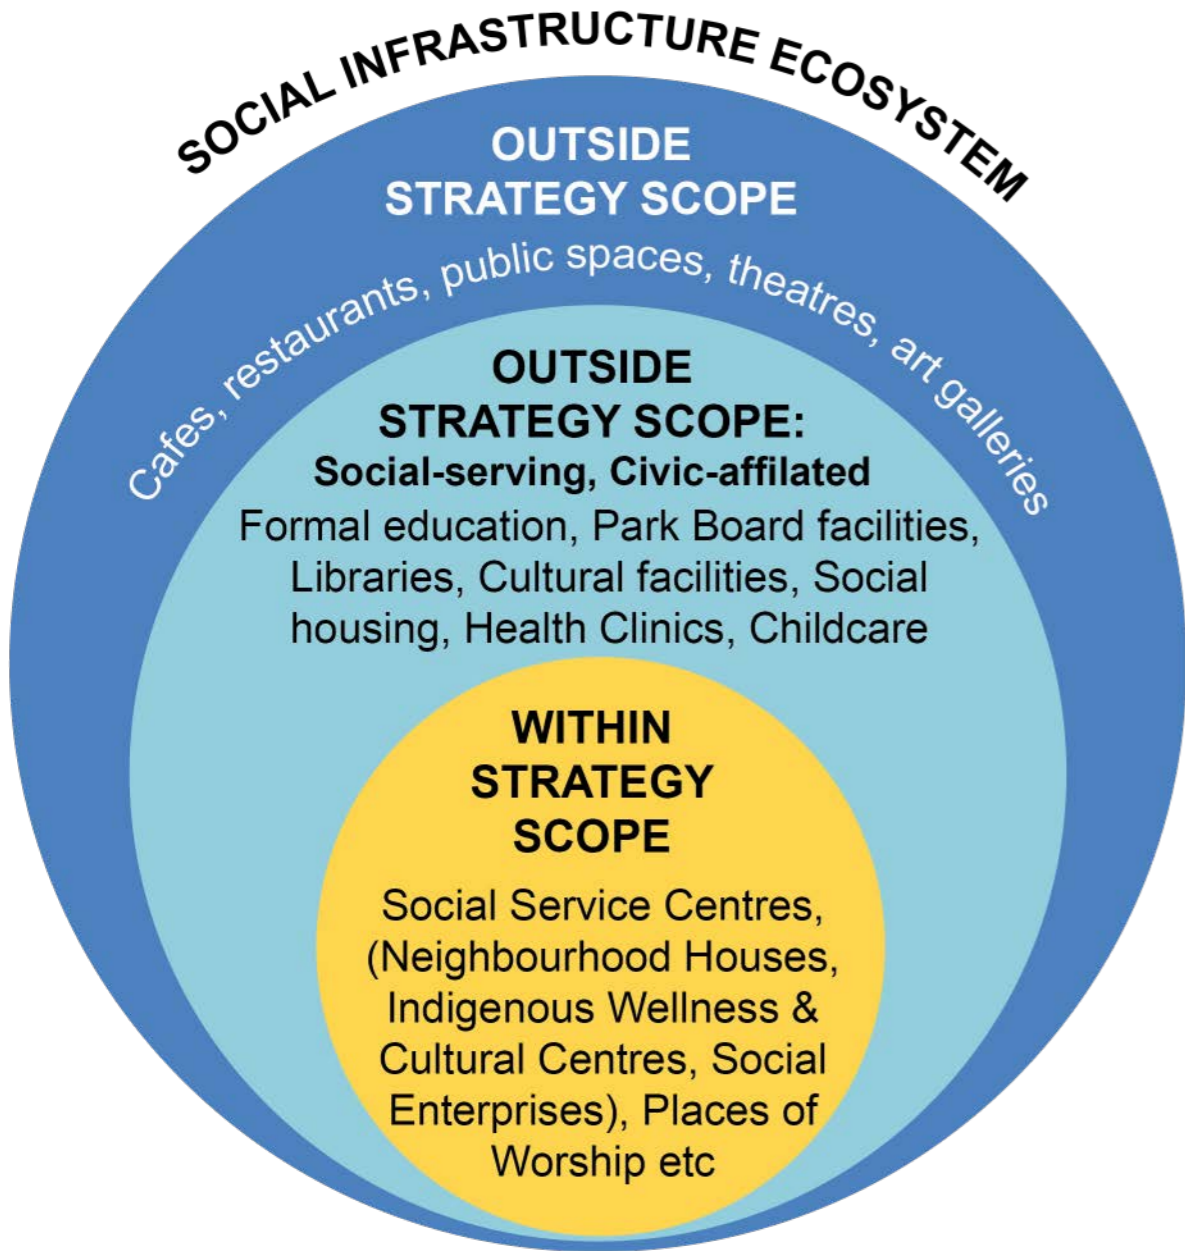 SOCIAL INFRASTRUCTURE ECOSYSTEM
OUTSIDE
STRATEGY SCOPE
Cafes, restaurants, public spaces, theatres, art galleries
OUTSIDE
STRATEGY SCOPE:
Social-serving, Civic-affilated
Formal education, Park Board facilities,
Libraries, Cultural facilities, Social
housing, Health Clinics, Childcare
WITHIN
STRATEGY
SCOPE
Social Service Centres,
(Neighbourhood Houses,
Indigenous Wellness &
Cultural Centres, Social
Enterprises), Places of
Worship etc